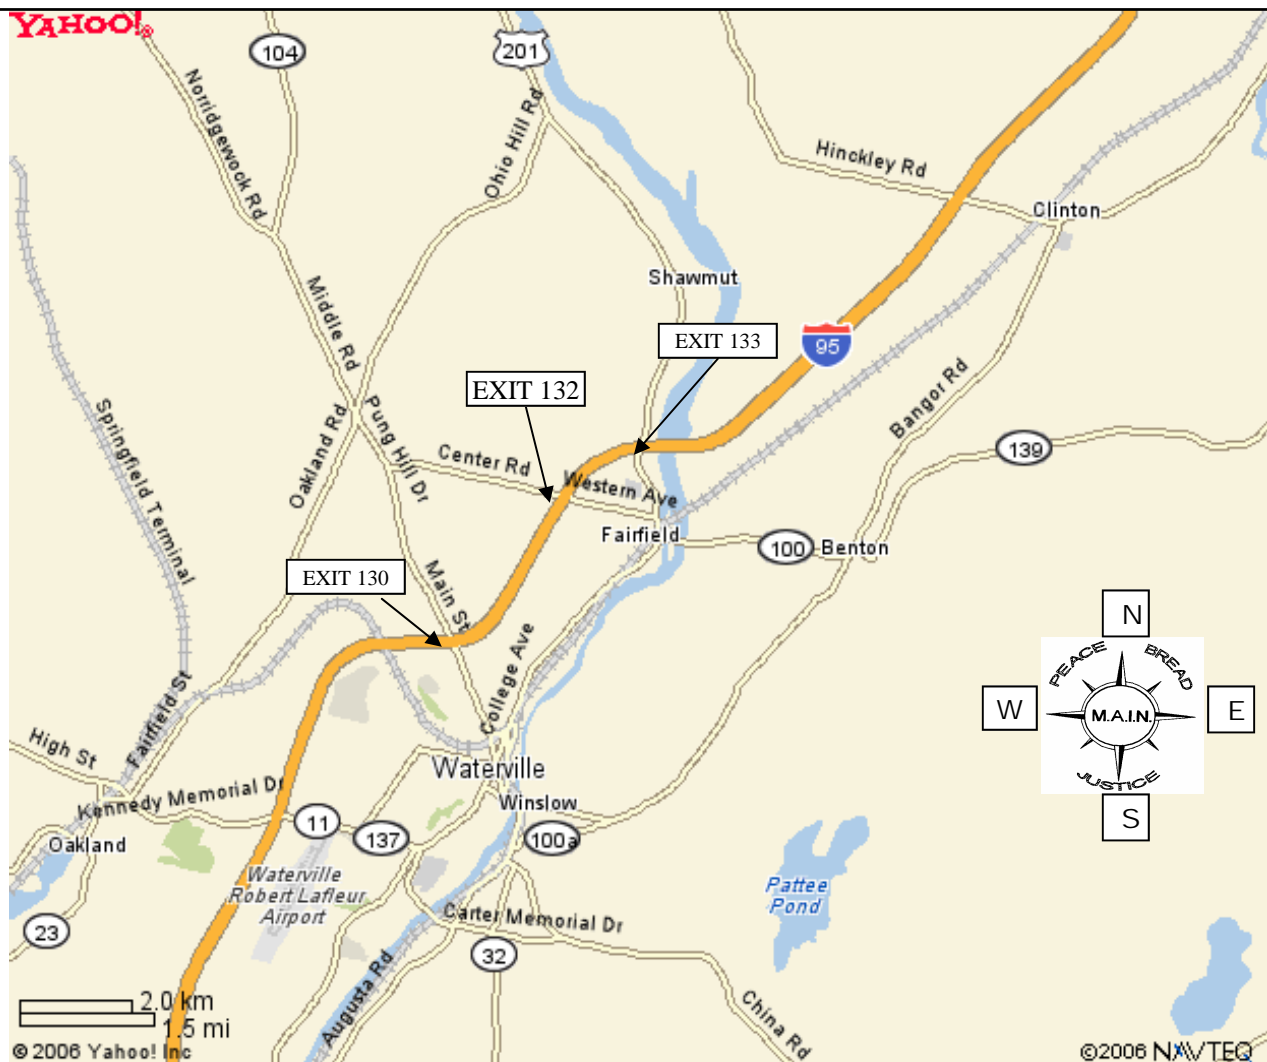 YAHOO!®
104
201
Norridgewock Rd
Ohio Hill Rd
Hinckley Rd
Clinton
Shawmut
Middle Rd
EXIT 133
95
EXIT 132
Bangor Rd
Springfield Terminal
Oakland Rd
Pung Hill Dr
Center Rd
Western Ave
139
Fairfield
100
Benton
EXIT 130
Main St
College Ave
N
PEACE
BREAD
W
M.A.I.N.
E
JUSTICE
S
Fairfield St
High St
Waterville
Kennedy Memorial Dr
Winslow
11
137
100a
Oakland
Waterville
Robert Lafleur
Airport
Pattee
Pond
Carter Memorial Dr
23
32
Augusta Rd
China Rd
2.0 km
1.5 mi
© 2006 Yahoo! Inc
©2006 NAVTEQ